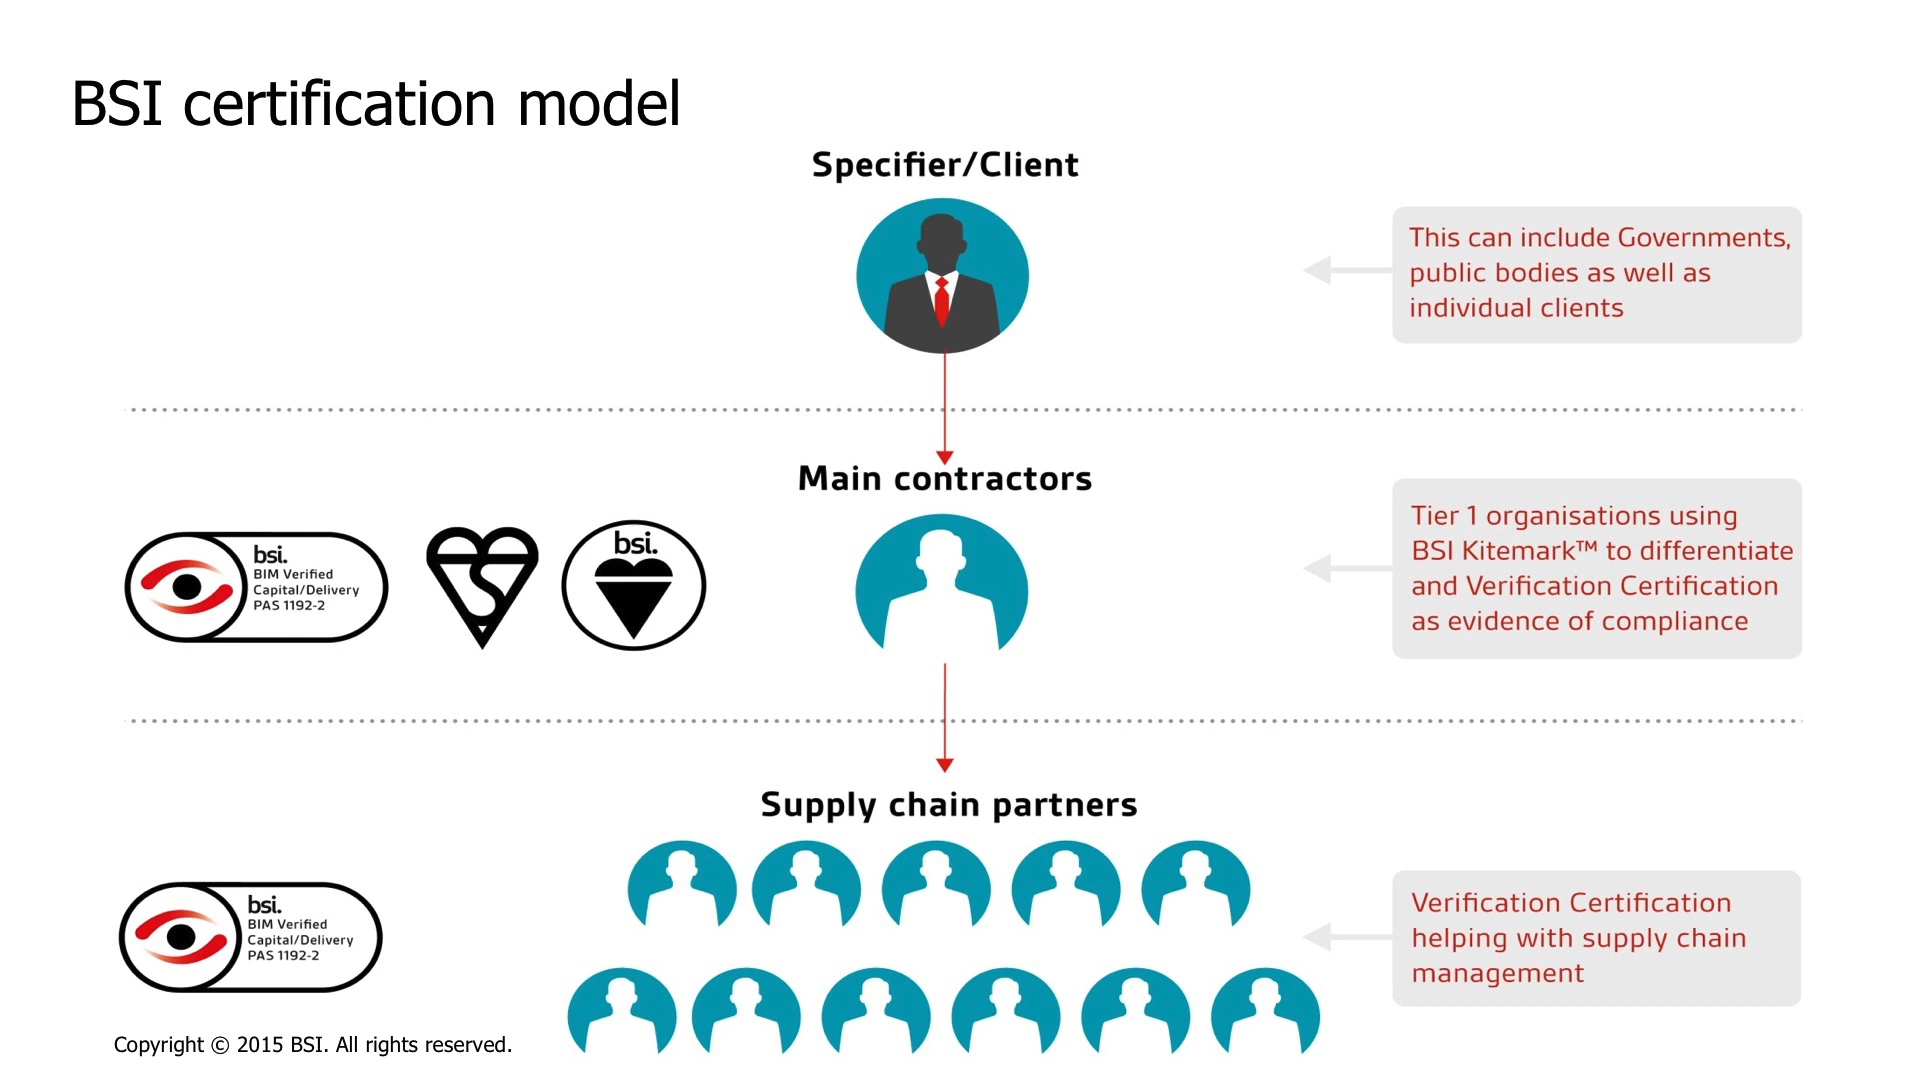 BSI certification model
Specifier/Client
This can include Governments,
public bodies as well as
individual clients
Main contractors
bsi.
BIM Verified
Capital/Delivery
PAS 1192-2
bsi.
Tier 1 organisations using
BSI Kitemark™ to differentiate
and Verification Certification
as evidence of compliance
Supply chain partners
bsi.
BIM Verified
Capital/Delivery
PAS 1192-2
Verification Certification
helping with supply chain
management
Copyright © 2015 BSI. All rights reserved.